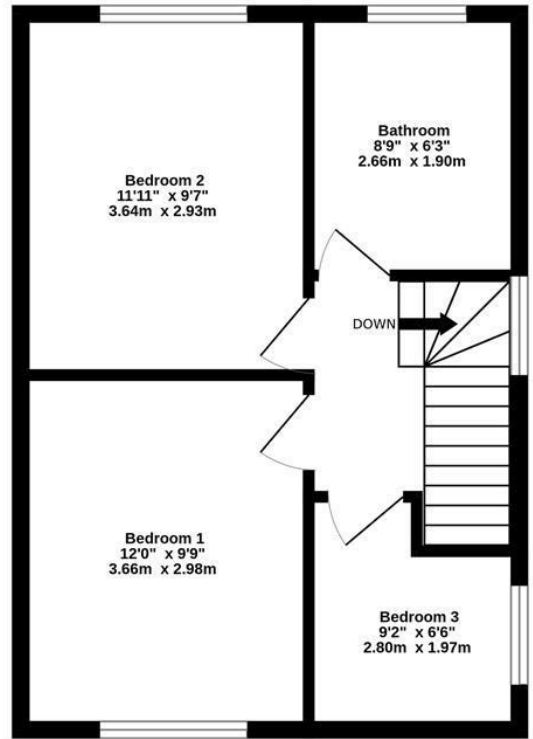 Bathroom
8'9" x 6'3"
2.66m x 1.90m
Bedroom 2
11'11" x 9'7"
3.64m x 2.93m
DOWN
Bedroom 1
12'0" x 9'9"
3.66m x 2.98m
Bedroom 3
9'2" x 6'6"
2.80m x 1.97m